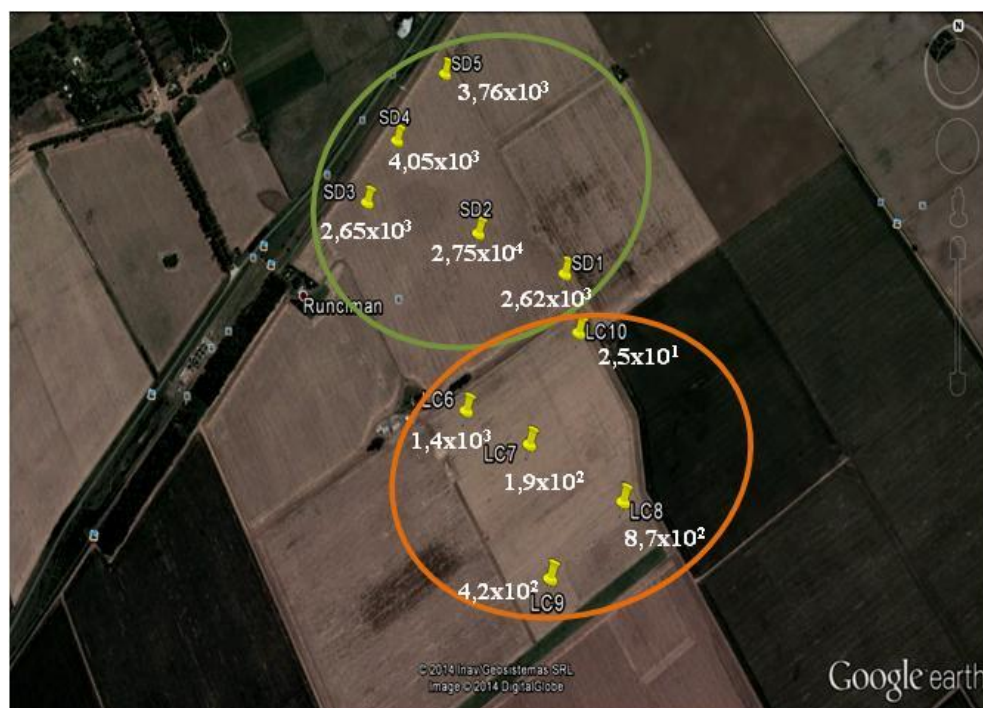 N
SD5
3,76x10³
SD4
4,05x10³
SD3
2,65x10³
SD2
2,75x10⁴
SD1
2,62x10³
Runciman
LC10
2,5x10¹
LC6
1,4x10³
LC7
1,9x10²
LC8
8,7x10²
4,2x10²
LC9
© 2014 Inav/Geosistemas SRL
Image © 2014 DigitalGlobe
Google earth